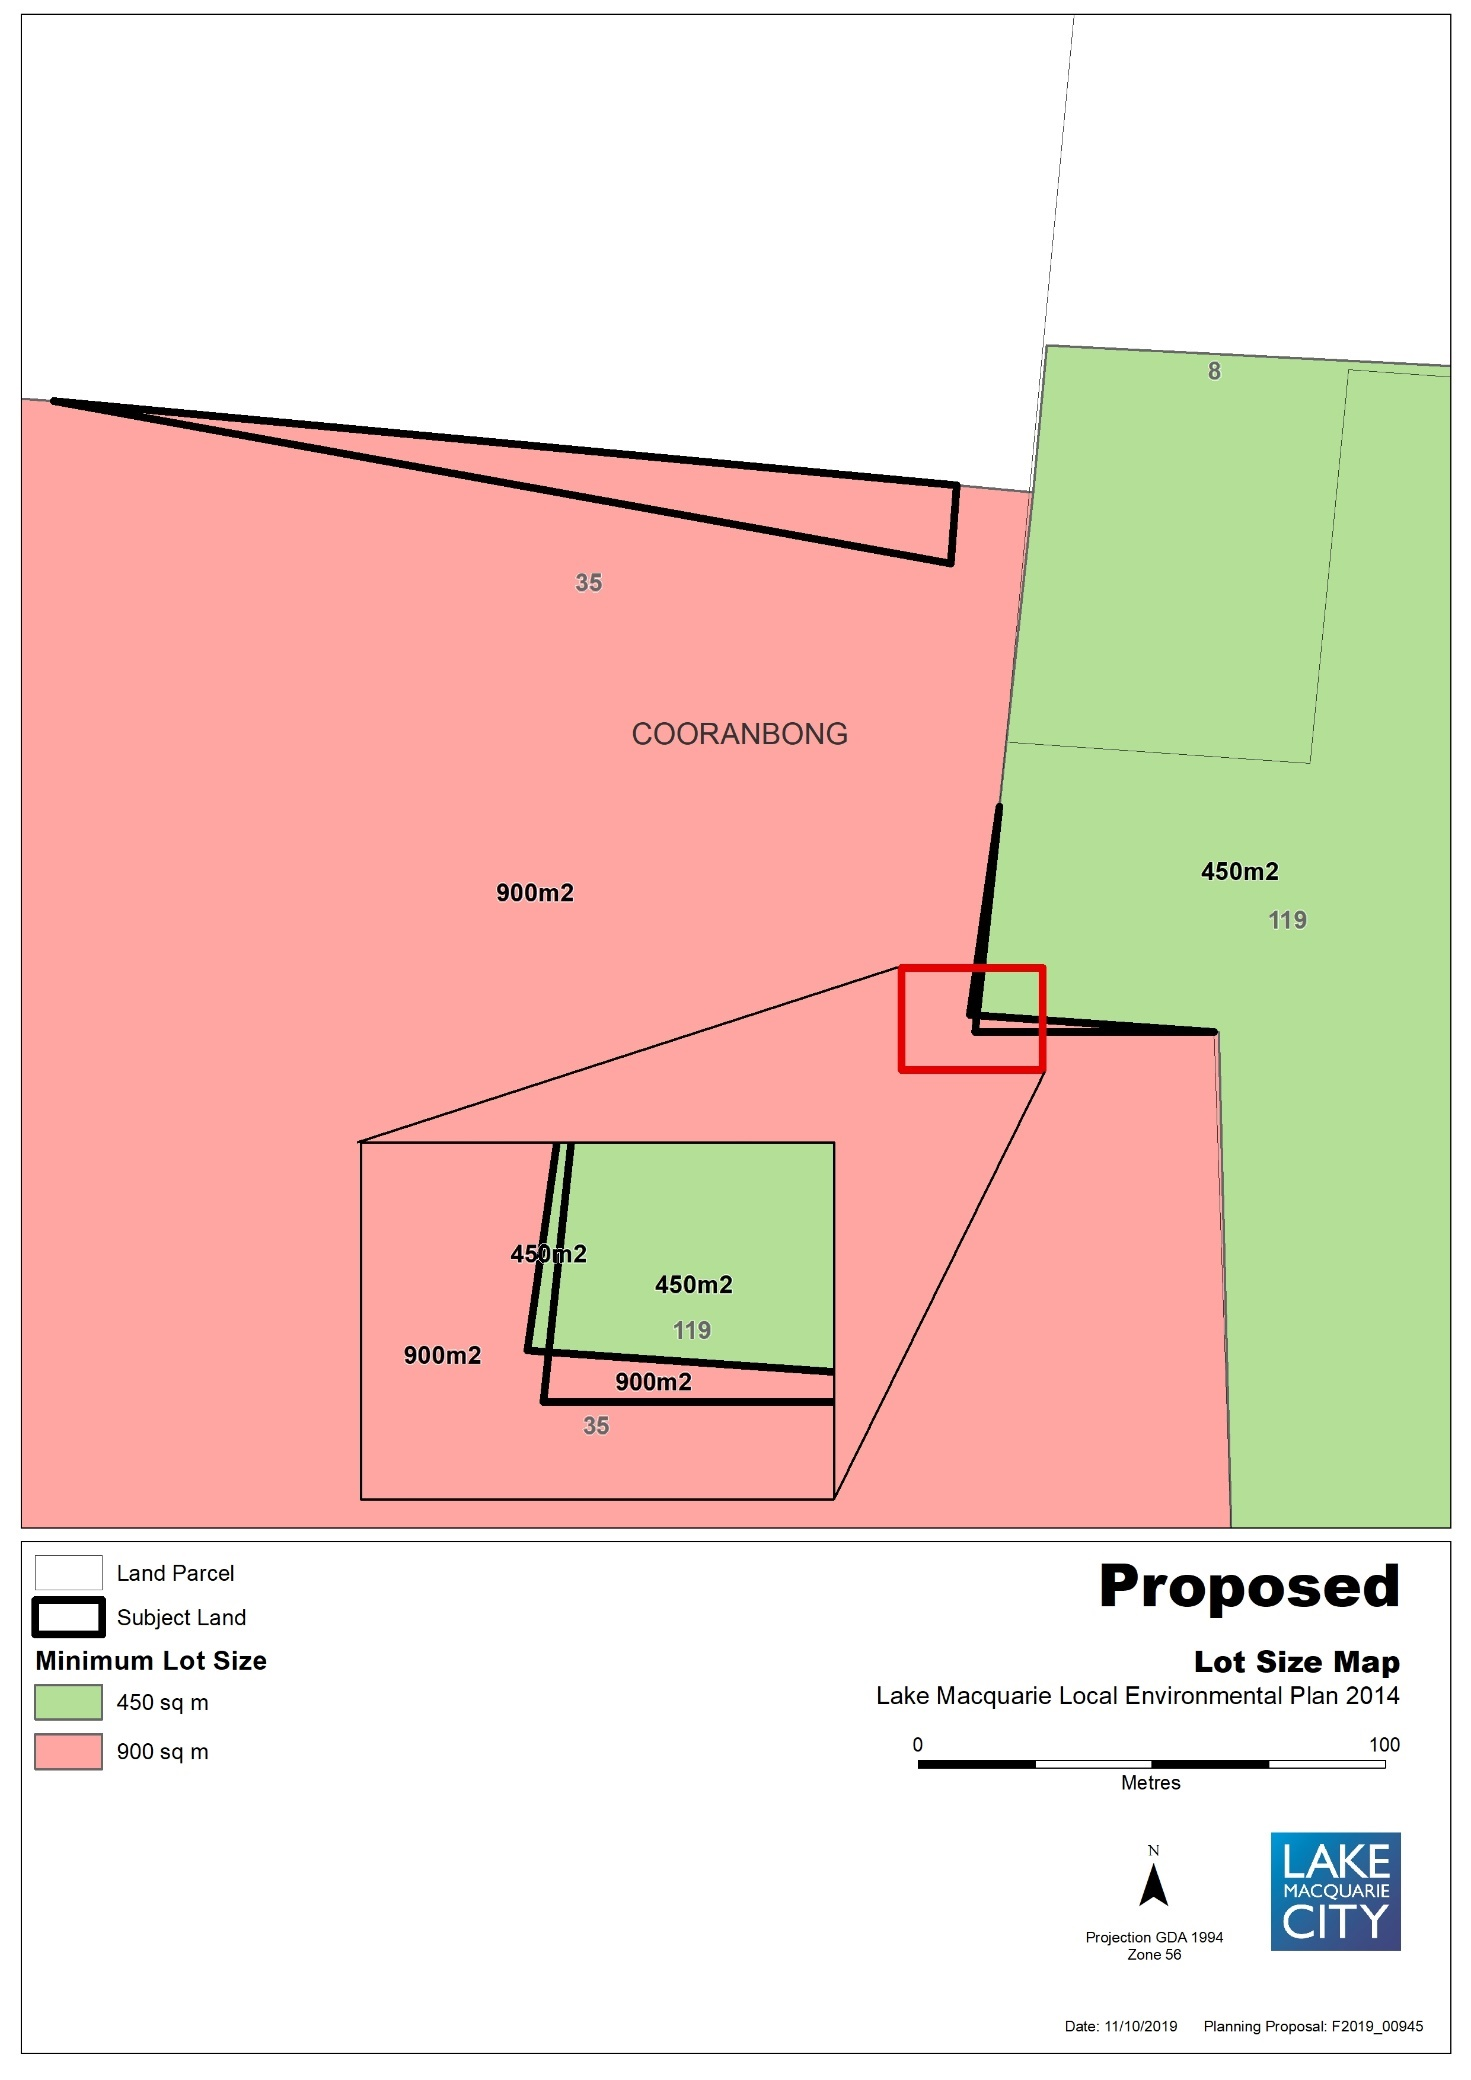 8
35
COORANBONG
900m2
450m2
119
450m2
450m2
119
900m2
900m2
35
Land Parcel
Subject Land
Minimum Lot Size
450 sq m
900 sq m
Proposed
Lot Size Map
Lake Macquarie Local Environmental Plan 2014
0 100
Metres
N
Projection GDA 1994
Zone 56
LAKE
MACQUARIE
CITY
Date: 11/10/2019 Planning Proposal: F2019_00945